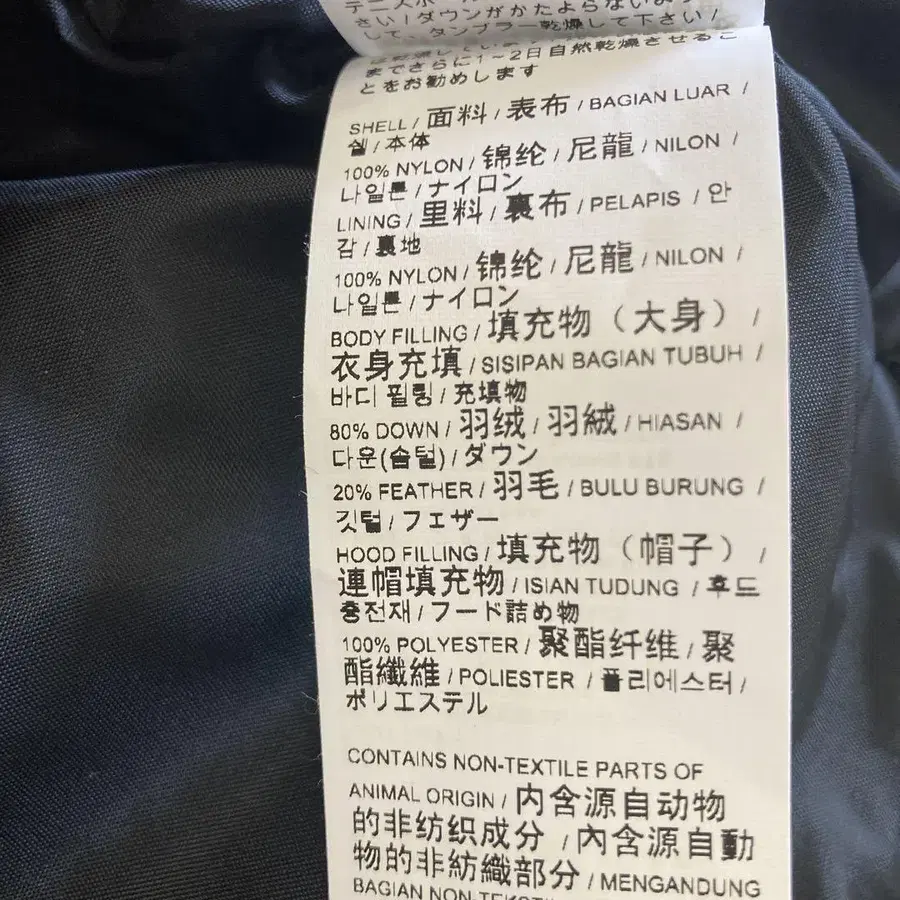 テースボール
さい/ダウンがかたよらないよう
して、タンブラー乾燥して下さい/
までさらに1~2日自然乾燥させるこ
とをお勧めします
SHELL / 面料 / 表布 / BAGIAN LUAR /
쉘 / 本体
100% NYLON / 锦纶 / 尼龍 / NILON /
나일론 / ナイロン
LINING / 里料 / 裏布 / PELAPIS / 안
감 / 裏地
100% NYLON / 锦纶 / 尼龍 / NILON /
나일론 / ナイロン
BODY FILLING / 填充物（大身） /
衣身充填 / SISIPAN BAGIAN TUBUH /
바디 필링 / 充填物
80% DOWN / 羽绒 / 羽絨 / HIASAN /
다운(솜털) / ダウン
20% FEATHER / 羽毛 / BULU BURUNG /
깃털 / フェザー
HOOD FILLING / 填充物（帽子） /
連帽填充物 / ISIAN TUDUNG / 후드
충전재 / フード詰め物
100% POLYESTER / 聚酯纤维 / 聚
酯纖維 / POLIESTER / 폴리에스터 /
ポリエステル
CONTAINS NON-TEXTILE PARTS OF
ANIMAL ORIGIN / 内含源自动物
的非纺织成分 / 內含源自動
物的非紡織部分 / MENGANDUNG
BAGIAN NON-TEKSTIL